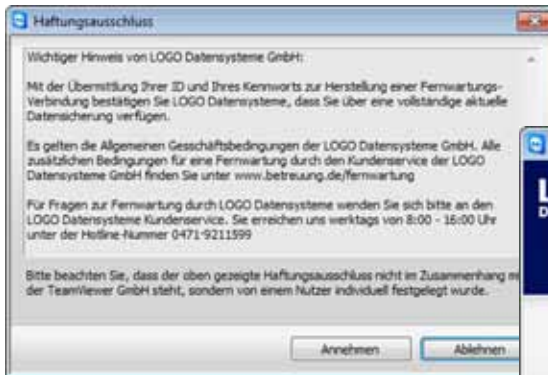 Haftungsausschluss
Wichtiger Hinweis von LOGO Datensysteme GmbH:
Mit der Übermittlung Ihrer ID und Ihres Kennworts zur Herstellung einer Fernwartungs-
Verbindung bestätigen Sie LOGO Datensysteme, dass Sie über eine vollständige aktuelle
Datensicherung verfügen.
Es gelten die Allgemeinen Gesschäftsbedingungen der LOGO Datensysteme GmbH. Alle
zusätzlichen Bedingungen für eine Fernwartung durch den Kundenservice der LOGO
Datensysteme GmbH finden Sie unter www.betreuung.de/fernwartung
Für Fragen zur Fernwartung durch LOGO Datensysteme wenden Sie sich bitte an den
LOGO Datensysteme Kundenservice. Sie erreichen uns werktags von 8:00 - 16:00 Uhr
unter der Hotline-Nummer 0471-9211599
Bitte beachten Sie, dass der oben gezeigte Haftungsausschluss nicht im Zusammenhang
der TeamViewer GmbH steht, sondern von einem Nutzer individuell festgelegt wurde.
Annehmen
Ablehnen
L
D